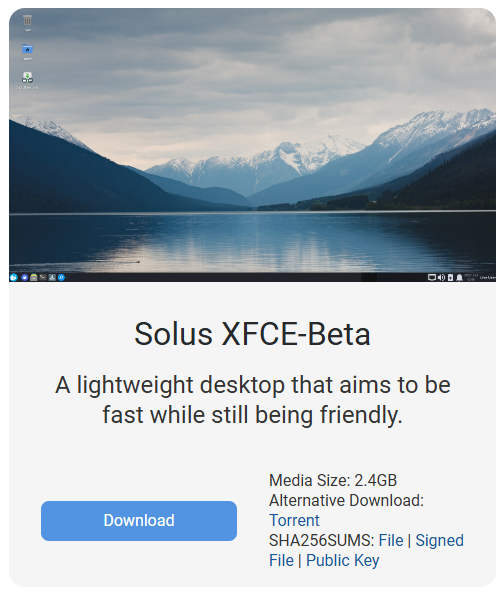 Solus XFCE-Beta
A lightweight desktop that aims to be
fast while still being friendly.
Download
Media Size: 2.4GB
Alternative Download:
Torrent
SHA256SUMS: File | Signed
File | Public Key